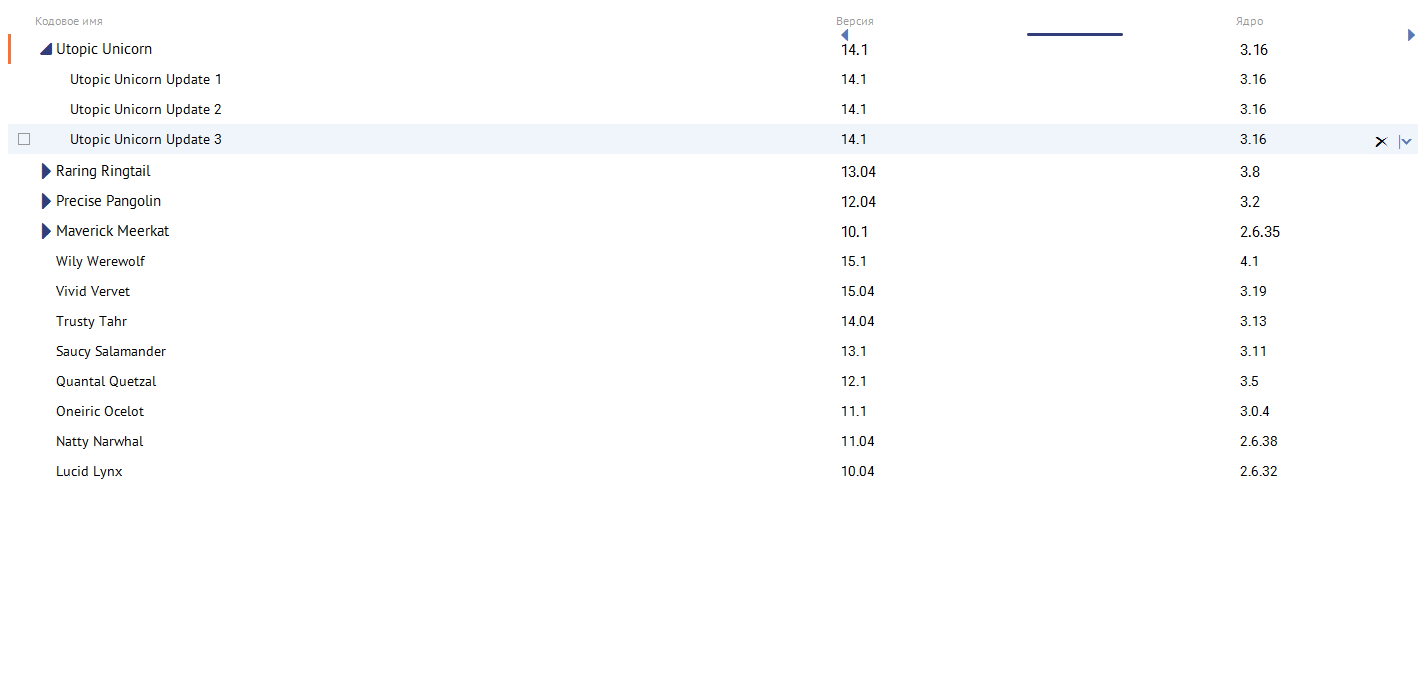 Кодовое имя Версия Ядро
Utopic Unicorn 14.1 3.16
Utopic Unicorn Update 1 14.1 3.16
Utopic Unicorn Update 2 14.1 3.16
Utopic Unicorn Update 3 14.1 3.16
Raring Ringtail 13.04 3.8
Precise Pangolin 12.04 3.2
Maverick Meerkat 10.1 2.6.35
Wily Werewolf 15.1 4.1
Vivid Vervet 15.04 3.19
Trusty Tahr 14.04 3.13
Saucy Salamander 13.1 3.11
Quantal Quetzal 12.1 3.5
Oneiric Ocelot 11.1 3.0.4
Natty Narwhal 11.04 2.6.38
Lucid Lynx 10.04 2.6.32